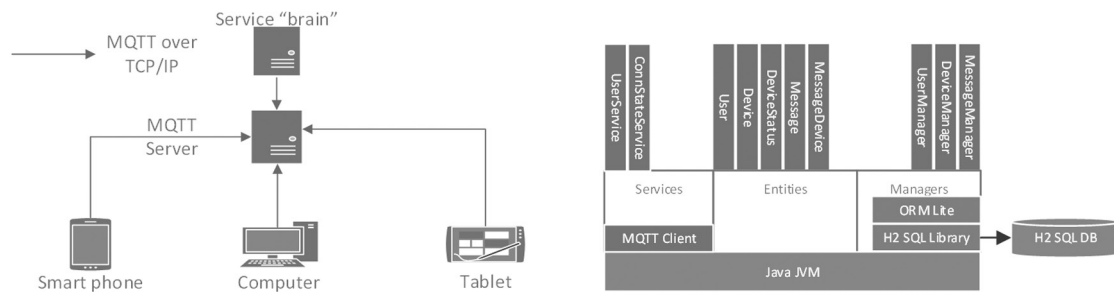 Service “brain”
MQTT over
TCP/IP
MQTT
Server
Smart phone
Computer
Tablet
UserService
ConnStateService
User
Device
DeviceStatus
Message
MessageDevice
UserManager
DeviceManager
MessageManager
Services
Entities
Managers
ORM Lite
MQTT Client
H2 SQL Library
H2 SQL DB
Java JVM